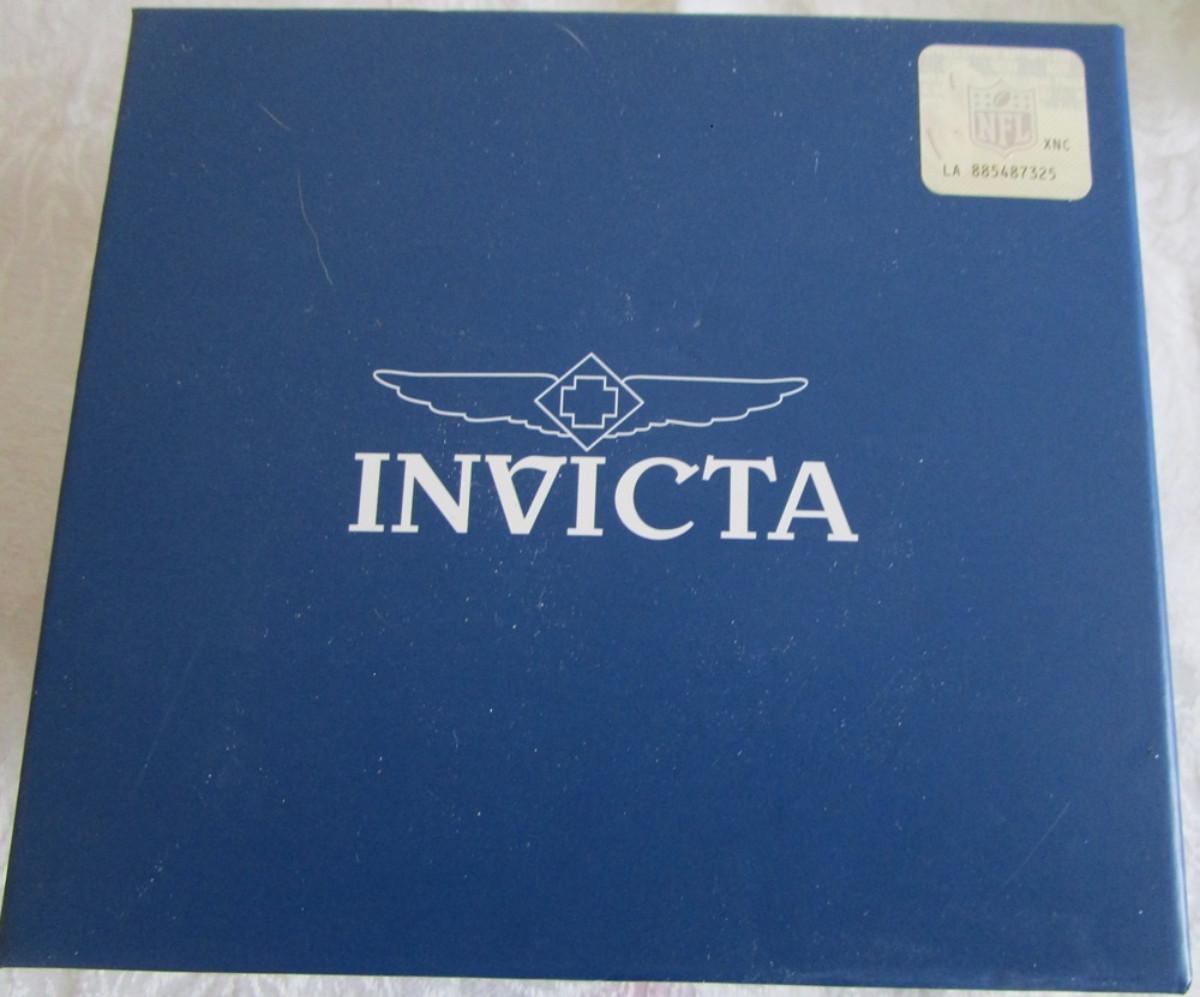 NFL
XNC
LA 885487325
INVICTA